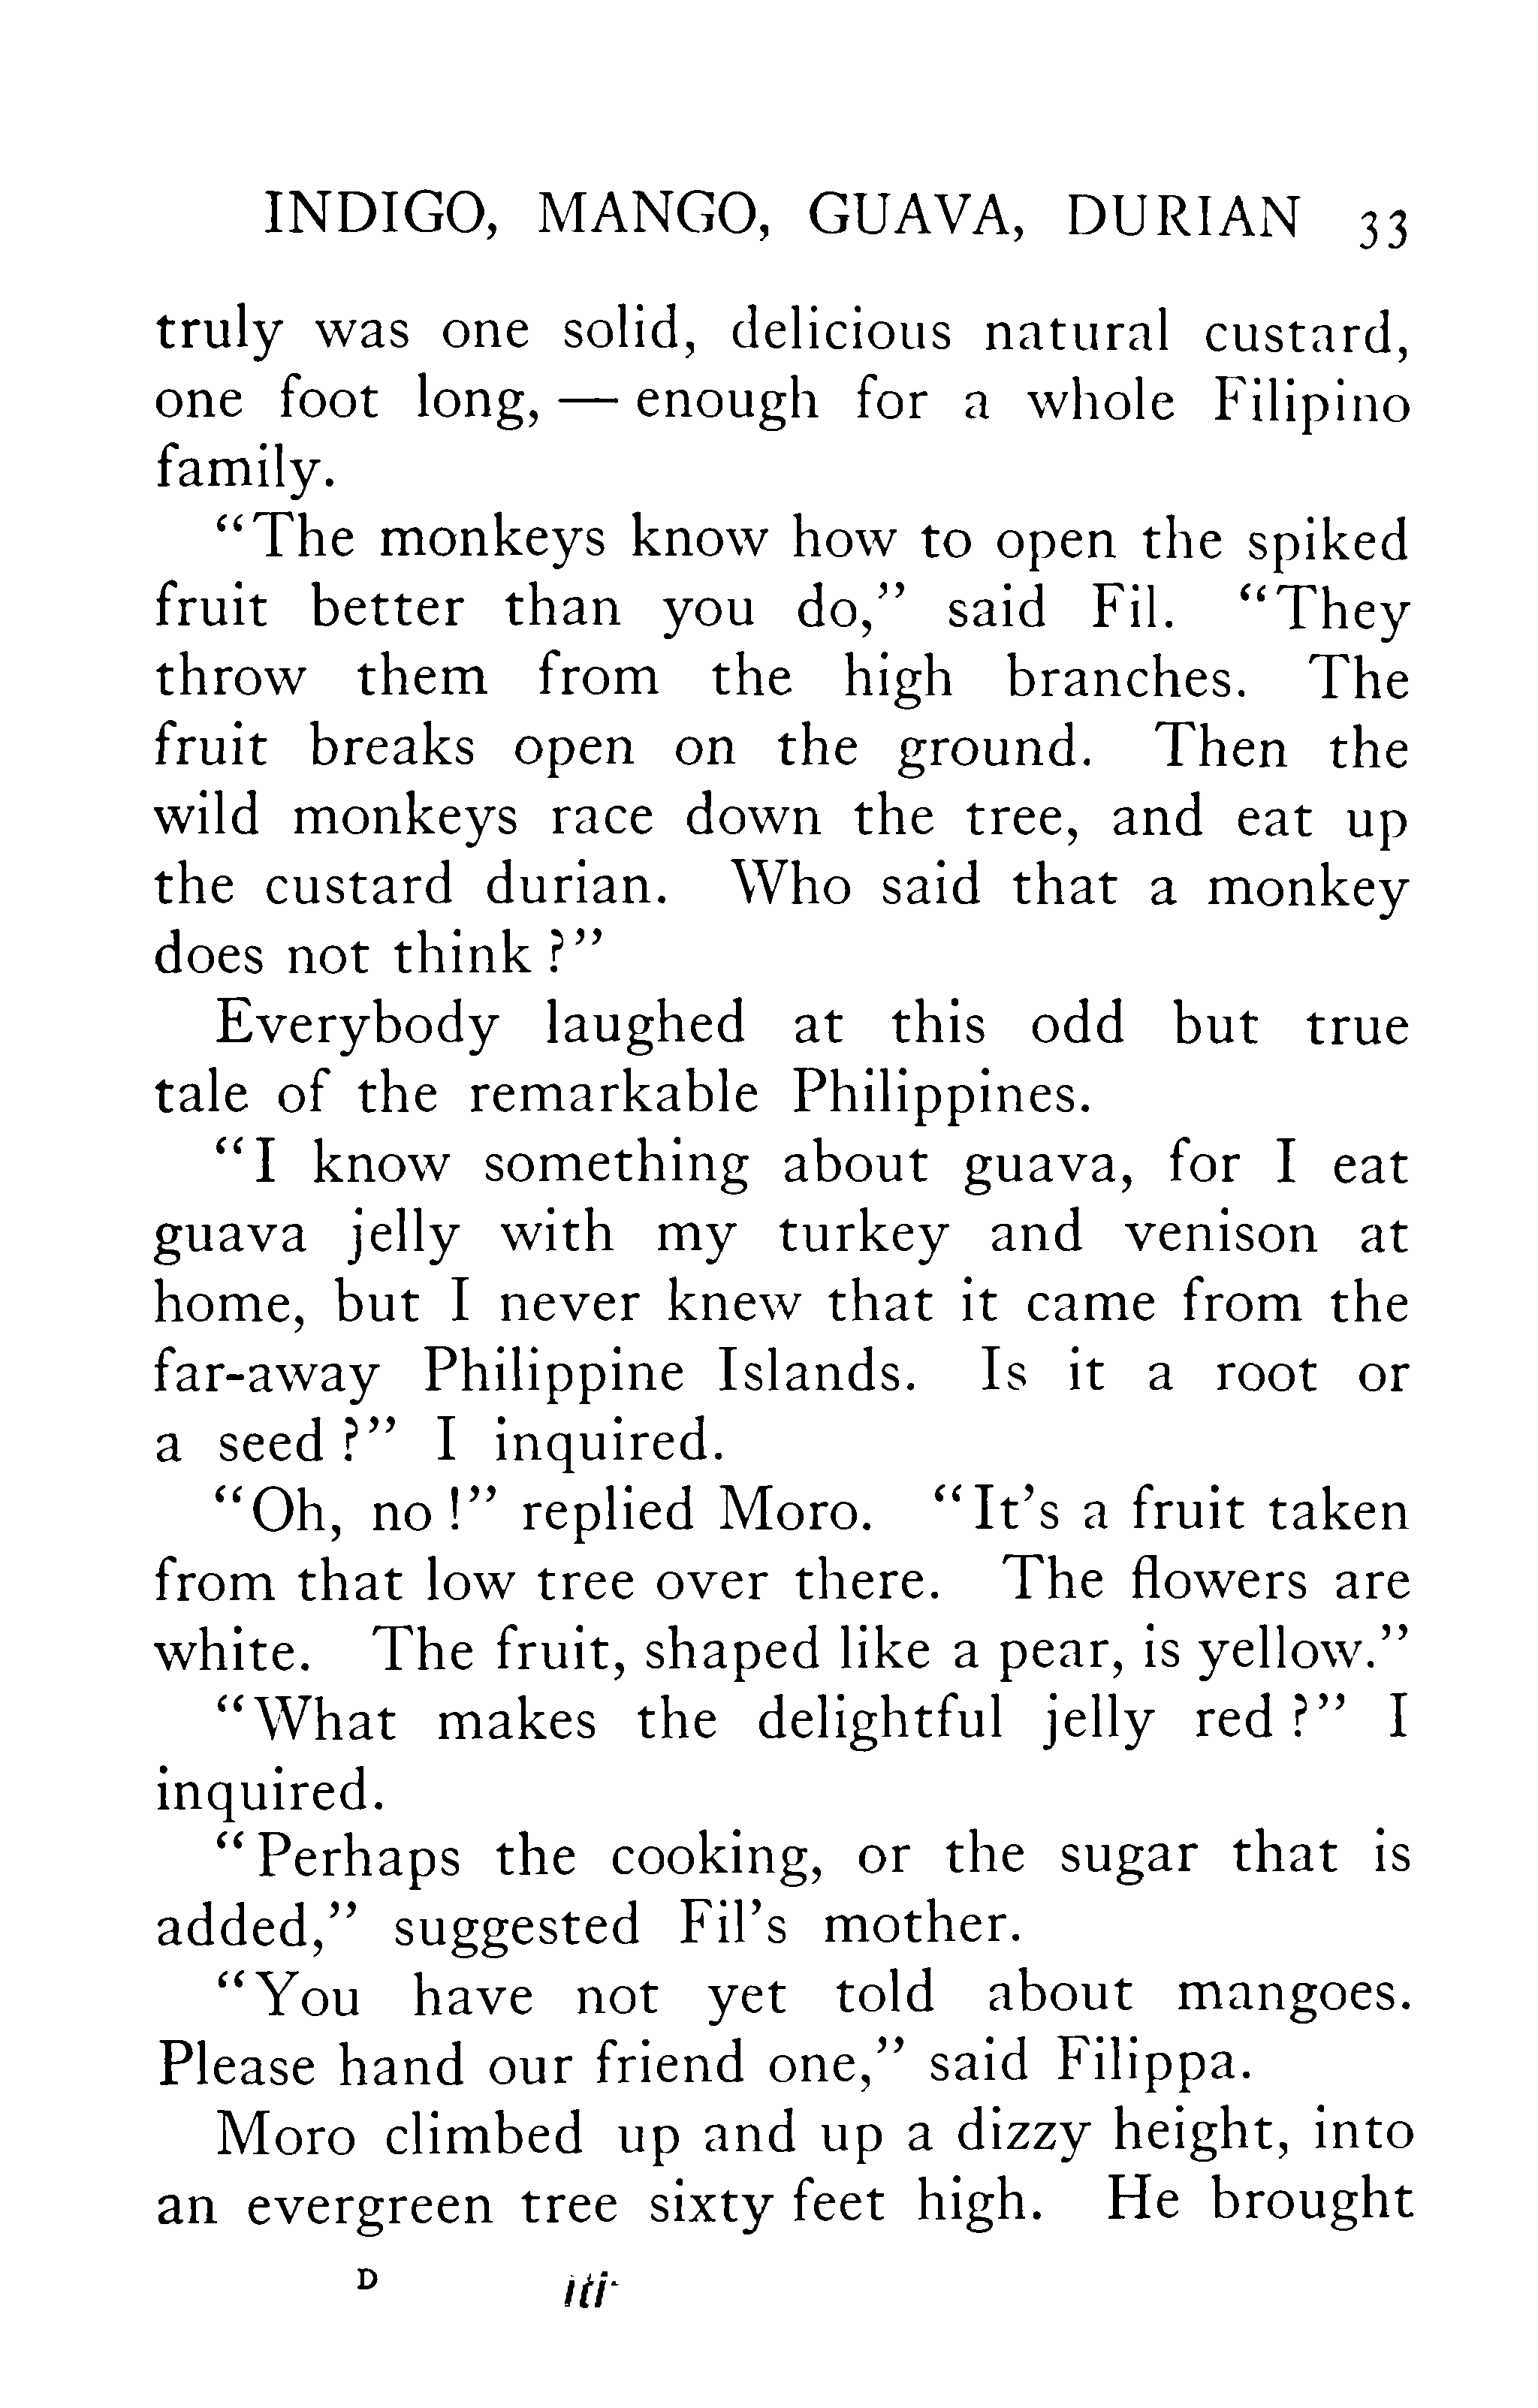 INDIGO, MANGO, GUAVA, DURIAN 33
truly was one solid, delicious natural custard,
one foot long, — enough for a whole Filipino
family.
“The monkeys know how to open the spiked
fruit better than you do,” said Fil. “They
throw them from the high branches. The
fruit breaks open on the ground. Then the
wild monkeys race down the tree, and eat up
the custard durian. Who said that a monkey
does not think ?”
Everybody laughed at this odd but true
tale of the remarkable Philippines.
“I know something about guava, for I eat
guava jelly with my turkey and venison at
home, but I never knew that it came from the
far-away Philippine Islands. Is it a root or
a seed ?” I inquired.
“Oh, no !” replied Moro. “It’s a fruit taken
from that low tree over there. The flowers are
white. The fruit, shaped like a pear, is yellow.”
“What makes the delightful jelly red ?” I
inquired.
“Perhaps the cooking, or the sugar that is
added,” suggested Fil’s mother.
“You have not yet told about mangoes.
Please hand our friend one,” said Filippa.
Moro climbed up and up a dizzy height, into
an evergreen tree sixty feet high. He brought
D